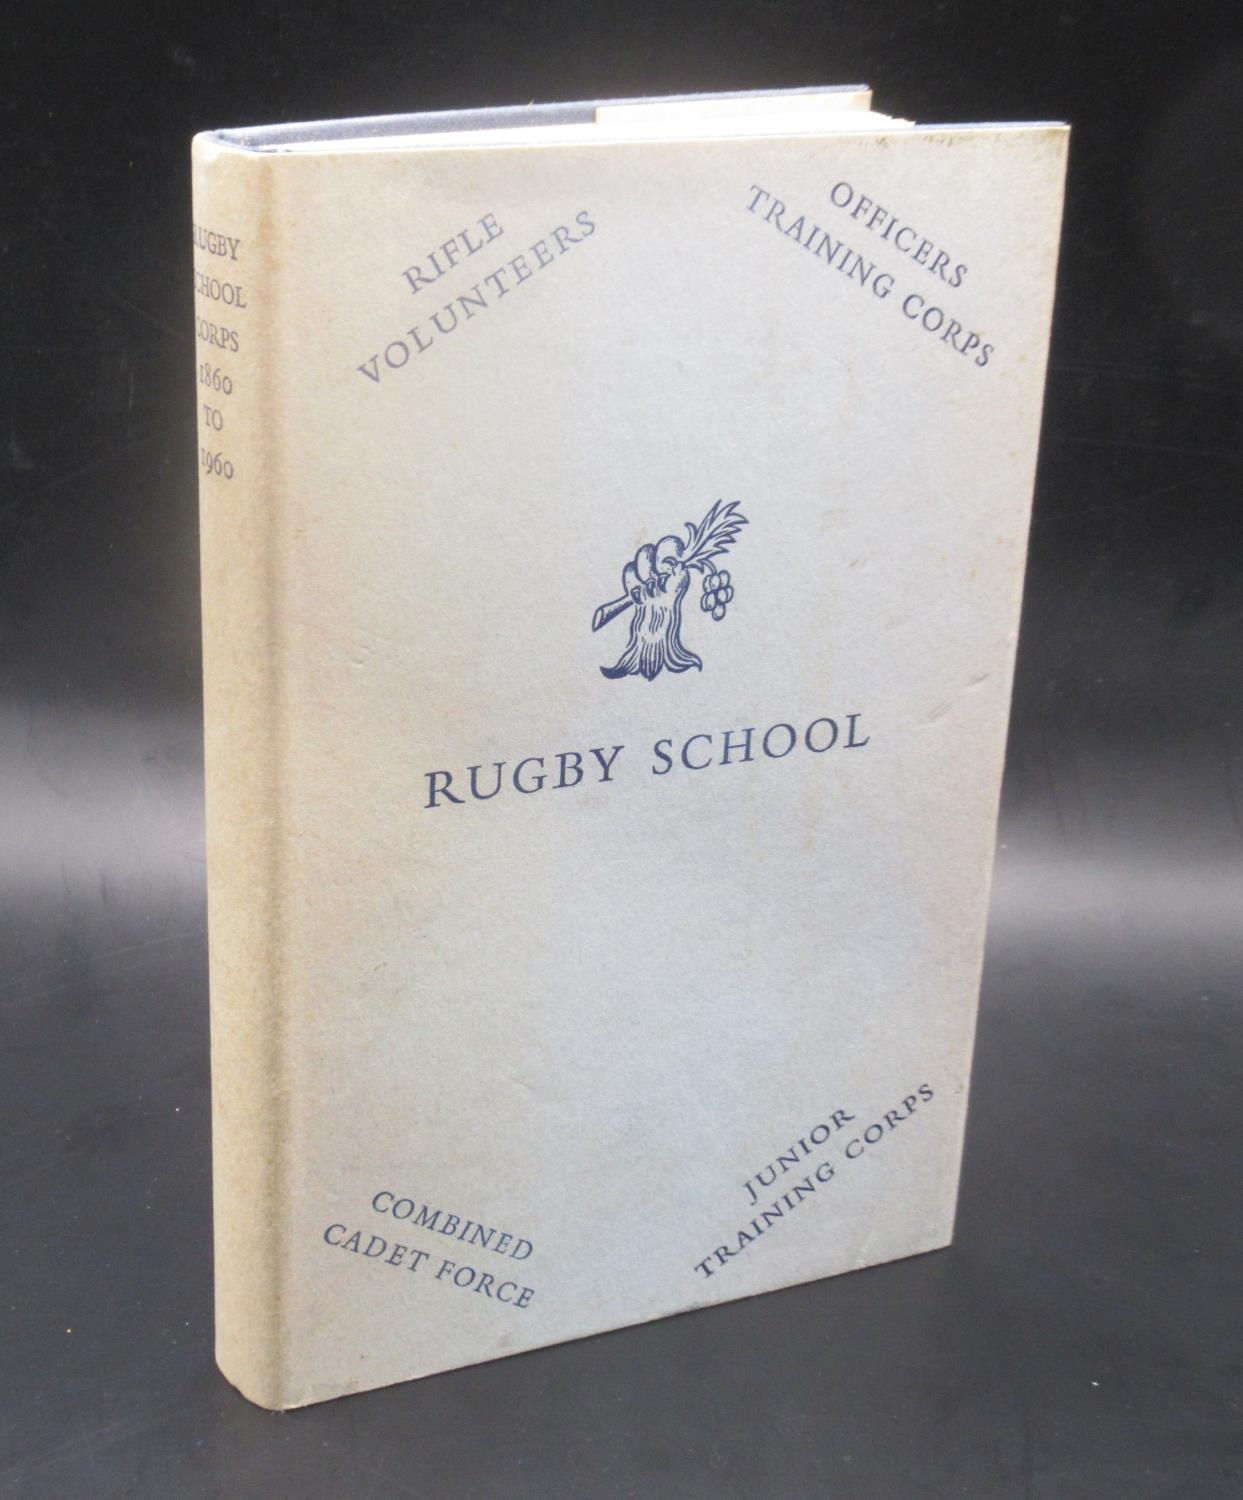 RUGBY
SCHOOL
CORPS
1860
TO
1960
RIFLE
VOLUNTEERS
OFFICERS
TRAINING CORPS
RUGBY SCHOOL
COMBINED
CADET FORCE
JUNIOR
TRAINING CORPS